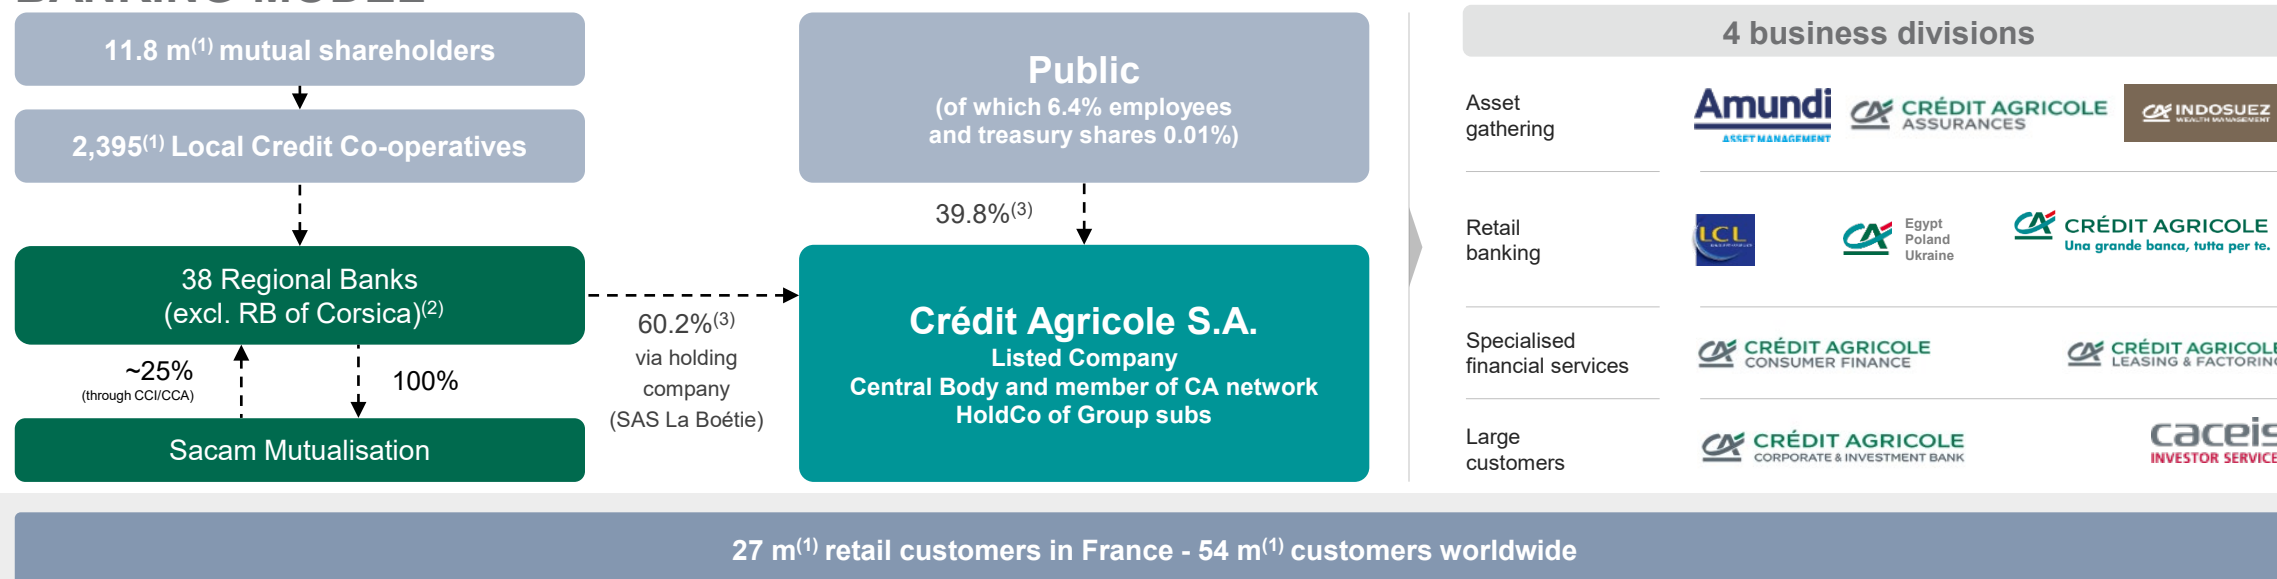 BANKING MODEL
11.8 m(1) mutual shareholders
2,395(1) Local Credit Co-operatives
38 Regional Banks
(excl. RB of Corsica)(2)
~25%
(through CCI/CCA)
100%
Sacam Mutualisation
60.2%(3)
via holding
company
(SAS La Boétie)
Public
(of which 6.4% employees
and treasury shares 0.01%)
39.8%(3)
Crédit Agricole S.A.
Listed Company
Central Body and member of CA network
HoldCo of Group subs
4 business divisions
Asset
gathering
Amundi
ASSET MANAGEMENT
CRÉDIT AGRICOLE
ASSURANCES
INDOSUEZ
WEALTH MANAGEMENT
Retail
banking
LCL
Egypt
Poland
Ukraine
CRÉDIT AGRICOLE
Una grande banca, tutta per te.
Specialised
financial services
CRÉDIT AGRICOLE
CONSUMER FINANCE
CRÉDIT AGRICOLE
LEASING & FACTORING
Large
customers
CRÉDIT AGRICOLE
CORPORATE & INVESTMENT BANK
caceis
INVESTOR SERVICE
27 m(1) retail customers in France - 54 m(1) customers worldwide